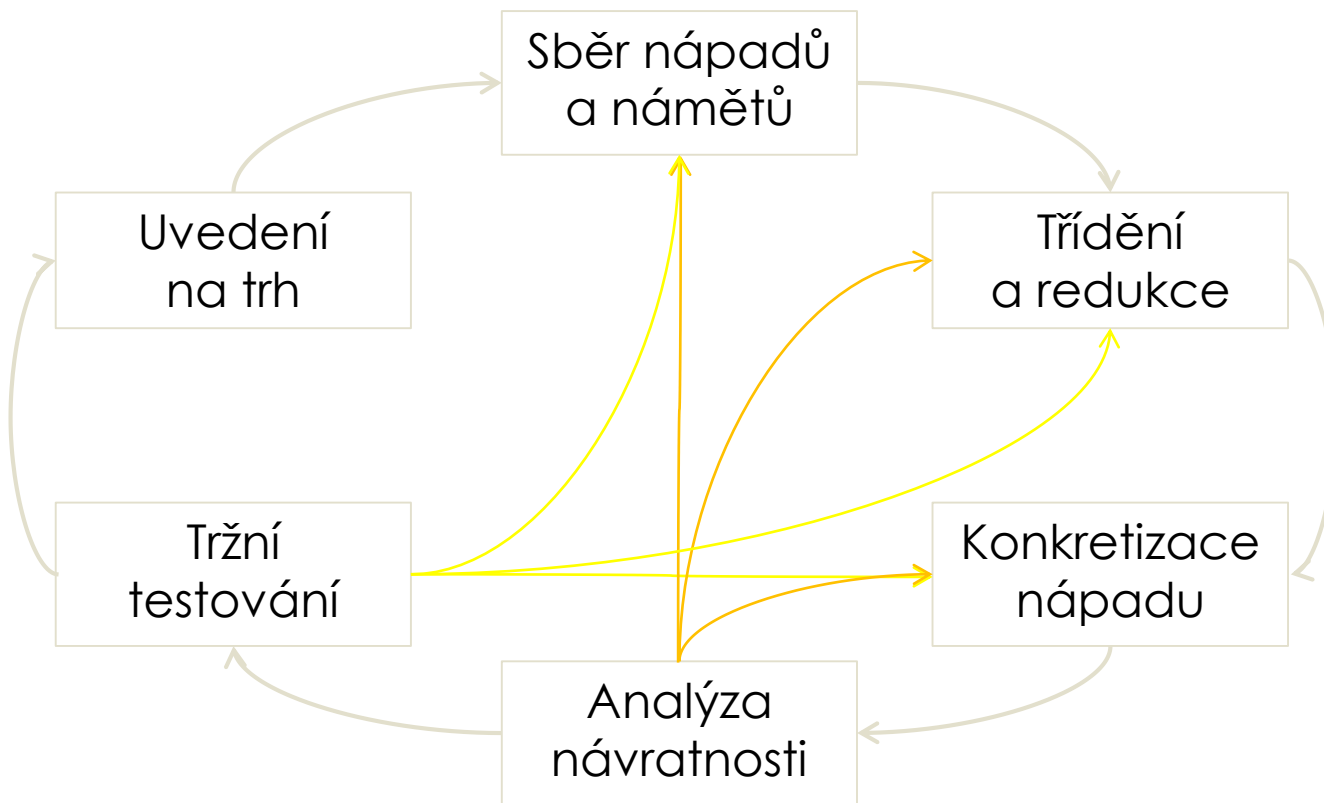 Sběr nápadů
a námětů
Uvedení
na trh
Třídění
a redukce
Tržní
testování
Konkretizace
nápadu
Analýza
návratnosti